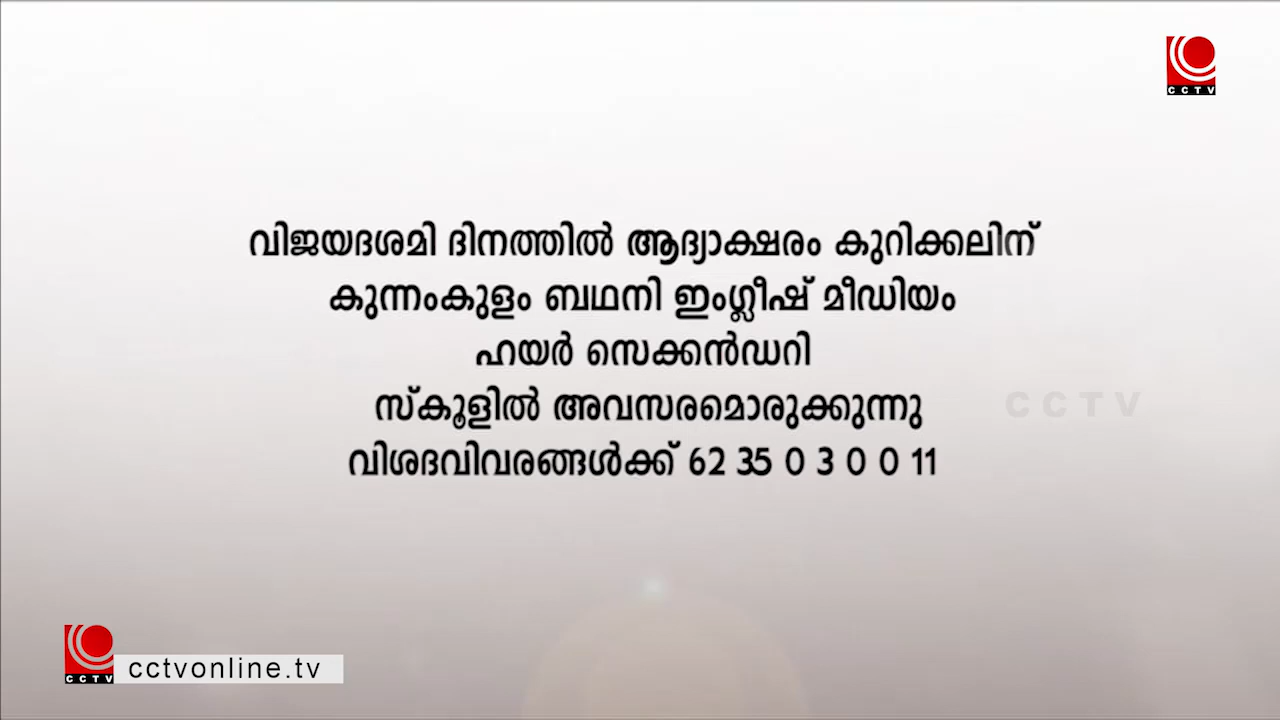 CCTV
വിജയദശമി ദിനത്തിൽ ആദ്യാക്ഷരം കുറിക്കലിന്
കുന്നംകുളം ബഥനി ഇംഗ്ലീഷ് മീഡിയം
ഹയർ സെക്കൻഡറി
സ്കൂളിൽ അവസരമൊരുക്കുന്നു
CCTV
വിശദവിവരങ്ങൾക്ക് 62 35 0 3 0 0 11
CCTV
cctvonline.tv